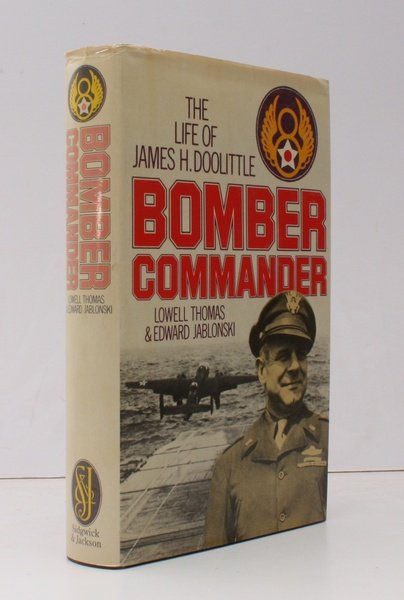 THE
LIFE OF
JAMES H. DOOLITTLE
BOMBER
COMMANDER
LOWELL THOMAS
& EDWARD JABLONSKI
BOMBER
COMMANDER
LOWELL THOMAS
& EDWARD JABLONSKI
S&J
Sidgwick
& Jackson